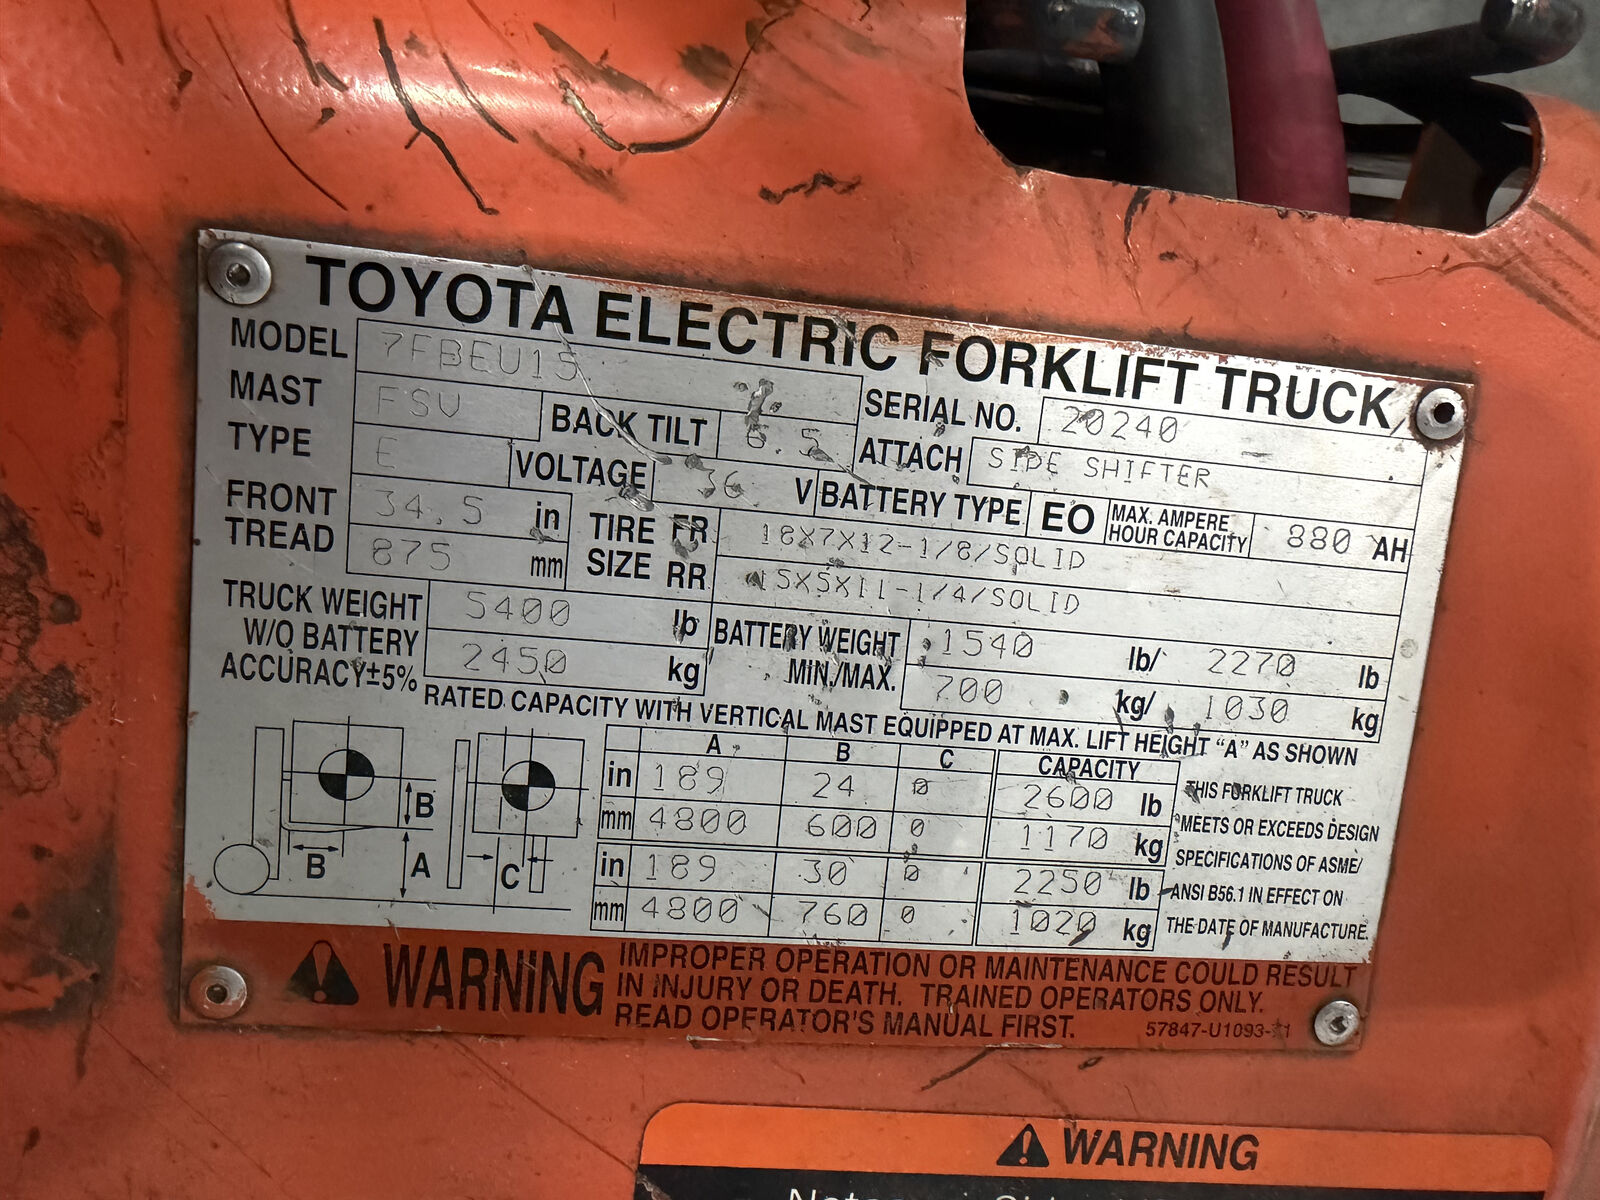 TOYOTA ELECTRIC FORKLIFT TRUCK
MODEL 7FBEU15 SERIAL NO. 20240
MAST FSV BACK TILT 6.5 ATTACH SIDE SHIFTER
TYPE E VOLTAGE 36 V BATTERY TYPE EO MAX. AMPERE HOUR CAPACITY 880 AH
FRONT TREAD 34.5 in TIRE SIZE FR 18X7X12-1/8/SOLID
875 mm RR 15X5X11-1/4/SOLID
TRUCK WEIGHT W/O BATTERY ACCURACY±5% 5400 lb BATTERY WEIGHT MIN./MAX. 1540 lb/ 2270 lb
2450 kg 700 kg/ 1030 kg
RATED CAPACITY WITH VERTICAL MAST EQUIPPED AT MAX. LIFT HEIGHT "A" AS SHOWN
A B C CAPACITY
in 189 24 0 2600 lb
mm 4800 600 0 1170 kg
in 189 30 0 2250 lb
mm 4800 760 0 1020 kg
B
B A C
THIS FORKLIFT TRUCK
MEETS OR EXCEEDS DESIGN
SPECIFICATIONS OF ASME/
ANSI B56.1 IN EFFECT ON
THE DATE OF MANUFACTURE.
WARNING
IMPROPER OPERATION OR MAINTENANCE COULD RESULT
IN INJURY OR DEATH. TRAINED OPERATORS ONLY.
READ OPERATOR'S MANUAL FIRST.
WARNING